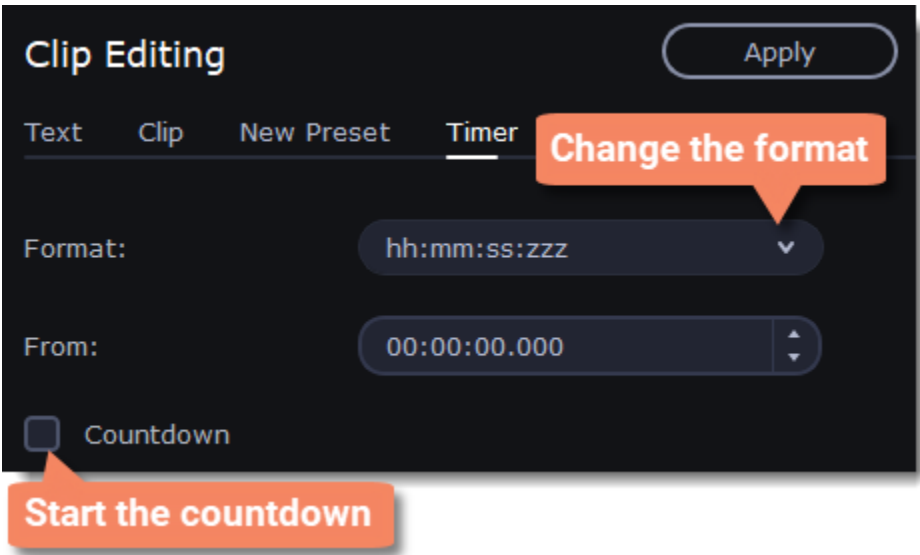 Clip Editing
Apply
Text Clip New Preset Timer
Change the format
Format: hh:mm:ss:zzz
From: 00:00:00.000
Countdown
Start the countdown